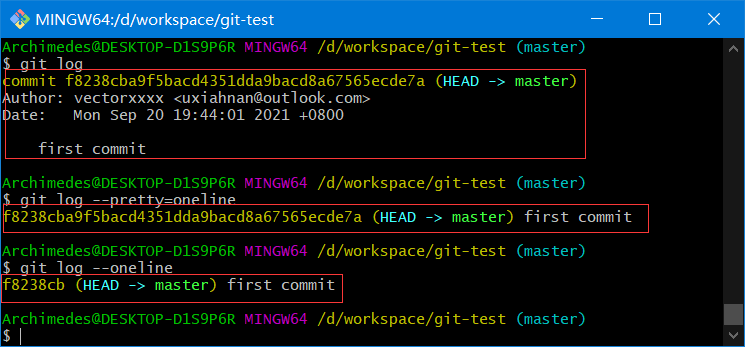 MINGW64:/d/workspace/git-test
Archimedes@DESKTOP-D1S9P6R MINGW64 /d/workspace/git-test (master)
$ git log
commit f8238cba9f5bacd4351dda9bacd8a67565ecde7a (HEAD -> master)
Author: vectorxxxx <uxiahnan@outlook.com>
Date:   Mon Sep 20 19:44:01 2021 +0800
    first commit
Archimedes@DESKTOP-D1S9P6R MINGW64 /d/workspace/git-test (master)
$ git log --pretty=oneline
f8238cba9f5bacd4351dda9bacd8a67565ecde7a (HEAD -> master) first commit
Archimedes@DESKTOP-D1S9P6R MINGW64 /d/workspace/git-test (master)
$ git log --oneline
f8238cb (HEAD -> master) first commit
Archimedes@DESKTOP-D1S9P6R MINGW64 /d/workspace/git-test (master)
$